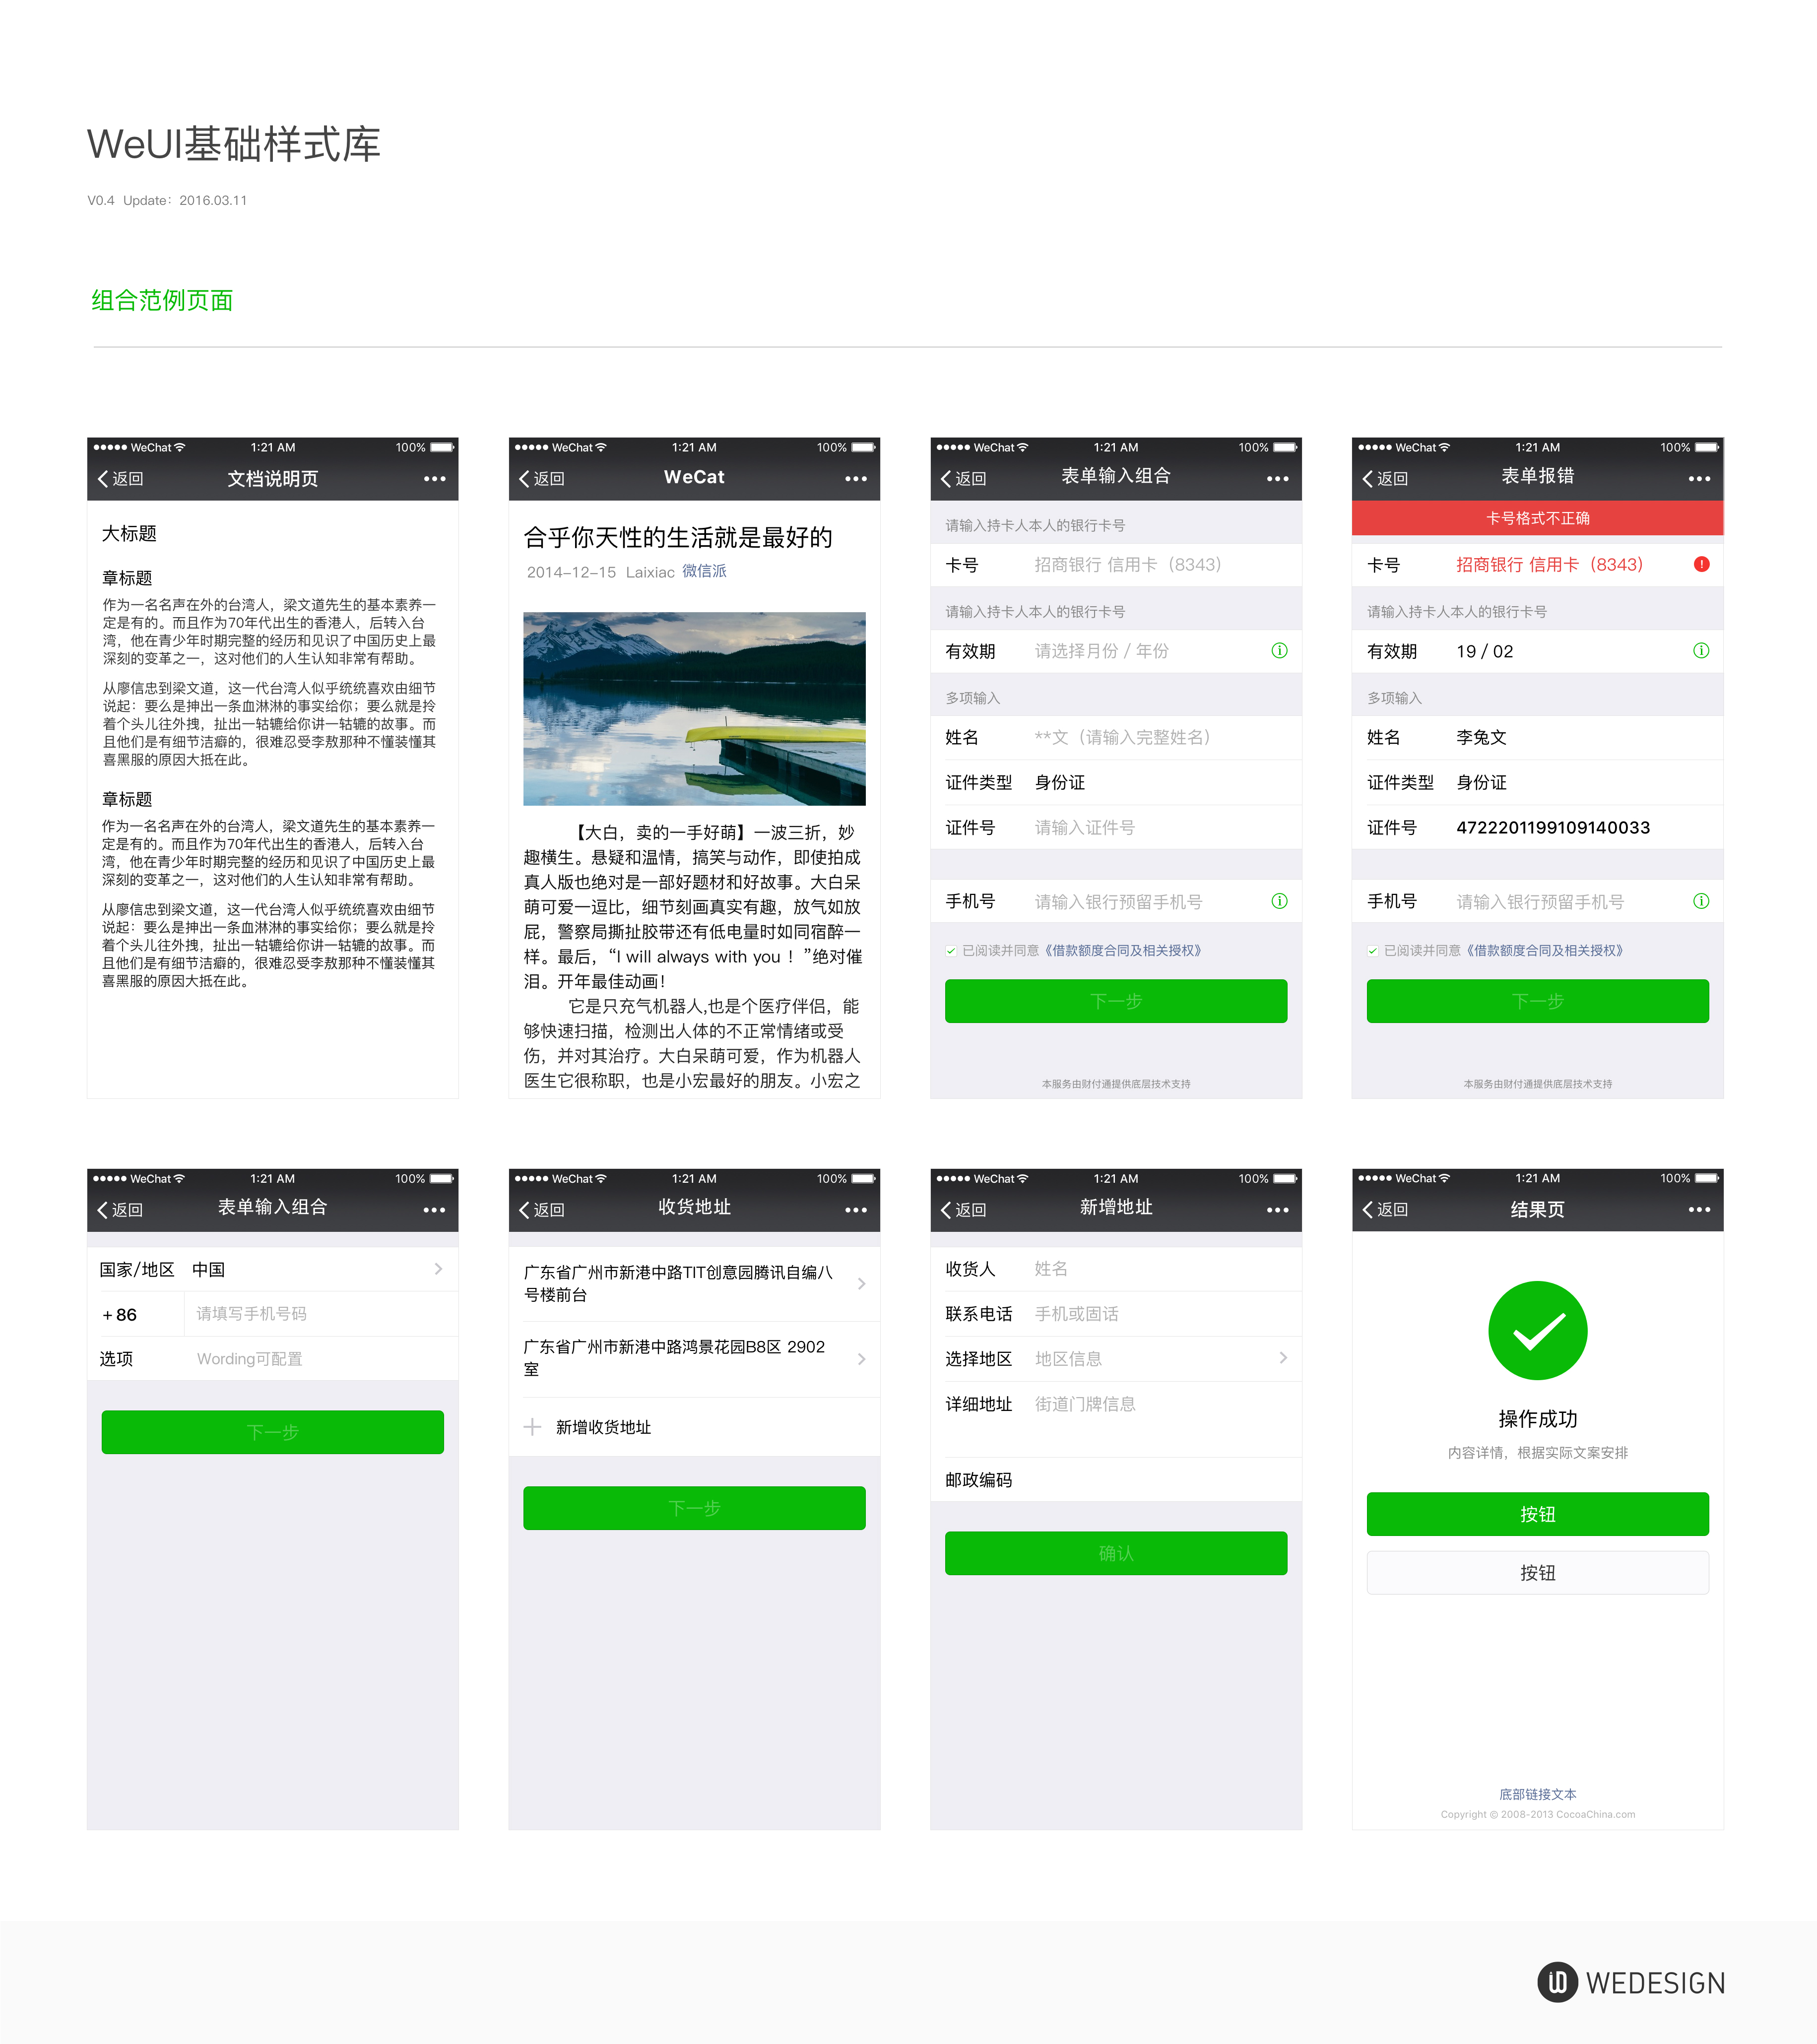 WeUI基础样式库
V0.4 Update：2016.03.11
组合范例页面
WeChat 1:21 AM 100%
返回 文档说明页
大标题
章标题
作为一名名声在外的台湾人，梁文道先生的基本素养一
定是有的。而且作为70年代出生的香港人，后转入台
湾，他在青少年时期完整的经历和见识了中国历史上最
深刻的变革之一，这对他们的人生认知非常有帮助。
从廖信忠到梁文道，这一代台湾人似乎统统喜欢由细节
说起：要么是抻出一条血淋淋的事实给你；要么就是拎
着个头儿往外拽，扯出一轱辘给你讲一轱辘的故事。而
且他们是有细节洁癖的，很难忍受李敖那种不懂装懂其
喜黑服的原因大抵在此。
章标题
作为一名名声在外的台湾人，梁文道先生的基本素养一
定是有的。而且作为70年代出生的香港人，后转入台
湾，他在青少年时期完整的经历和见识了中国历史上最
深刻的变革之一，这对他们的人生认知非常有帮助。
从廖信忠到梁文道，这一代台湾人似乎统统喜欢由细节
说起：要么是抻出一条血淋淋的事实给你；要么就是拎
着个头儿往外拽，扯出一轱辘给你讲一轱辘的故事。而
且他们是有细节洁癖的，很难忍受李敖那种不懂装懂其
喜黑服的原因大抵在此。
WeChat 1:21 AM 100%
返回 WeCat
合乎你天性的生活就是最好的
2014-12-15 Laixiac 微信派
【大白，卖的一手好萌】一波三折，妙
趣横生。悬疑和温情，搞笑与动作，即使拍成
真人版也绝对是一部好题材和好故事。大白呆
萌可爱一逗比，细节刻画真实有趣，放气如放
屁，警察局撕扯胶带还有低电量时如同宿醉一
样。最后，“I will always with you ！”绝对催
泪。开年最佳动画！
它是只充气机器人,也是个医疗伴侣，能
够快速扫描，检测出人体的不正常情绪或受
伤，并对其治疗。大白呆萌可爱，作为机器人
医生它很称职，也是小宏最好的朋友。小宏之
WeChat 1:21 AM 100%
返回 表单输入组合
请输入持卡人本人的银行卡号
卡号 招商银行 信用卡（8343）
请输入持卡人本人的银行卡号
有效期 请选择月份 / 年份
多项输入
姓名 **文（请输入完整姓名）
证件类型 身份证
证件号 请输入证件号
手机号 请输入银行预留手机号
已阅读并同意《借款额度合同及相关授权》
下一步
本服务由财付通提供底层技术支持
WeChat 1:21 AM 100%
返回 表单报错
卡号格式不正确
卡号 招商银行 信用卡（8343）
请输入持卡人本人的银行卡号
有效期 19 / 02
多项输入
姓名 李兔文
证件类型 身份证
证件号 4722201199109140033
手机号 请输入银行预留手机号
已阅读并同意《借款额度合同及相关授权》
下一步
本服务由财付通提供底层技术支持
WeChat 1:21 AM 100%
返回 表单输入组合
国家/地区 中国
+86 请填写手机号码
选项 Wording可配置
下一步
WeChat 1:21 AM 100%
返回 收货地址
广东省广州市新港中路TIT创意园腾讯自编八
号楼前台
广东省广州市新港中路鸿景花园B8区 2902
室
新增收货地址
下一步
WeChat 1:21 AM 100%
返回 新增地址
收货人 姓名
联系电话 手机或固话
选择地区 地区信息
详细地址 街道门牌信息
邮政编码
确认
WeChat 1:21 AM 100%
返回 结果页
操作成功
内容详情，根据实际文案安排
按钮
按钮
底部链接文本
Copyright © 2008-2013 CocoaChina.com
WEDESIGN